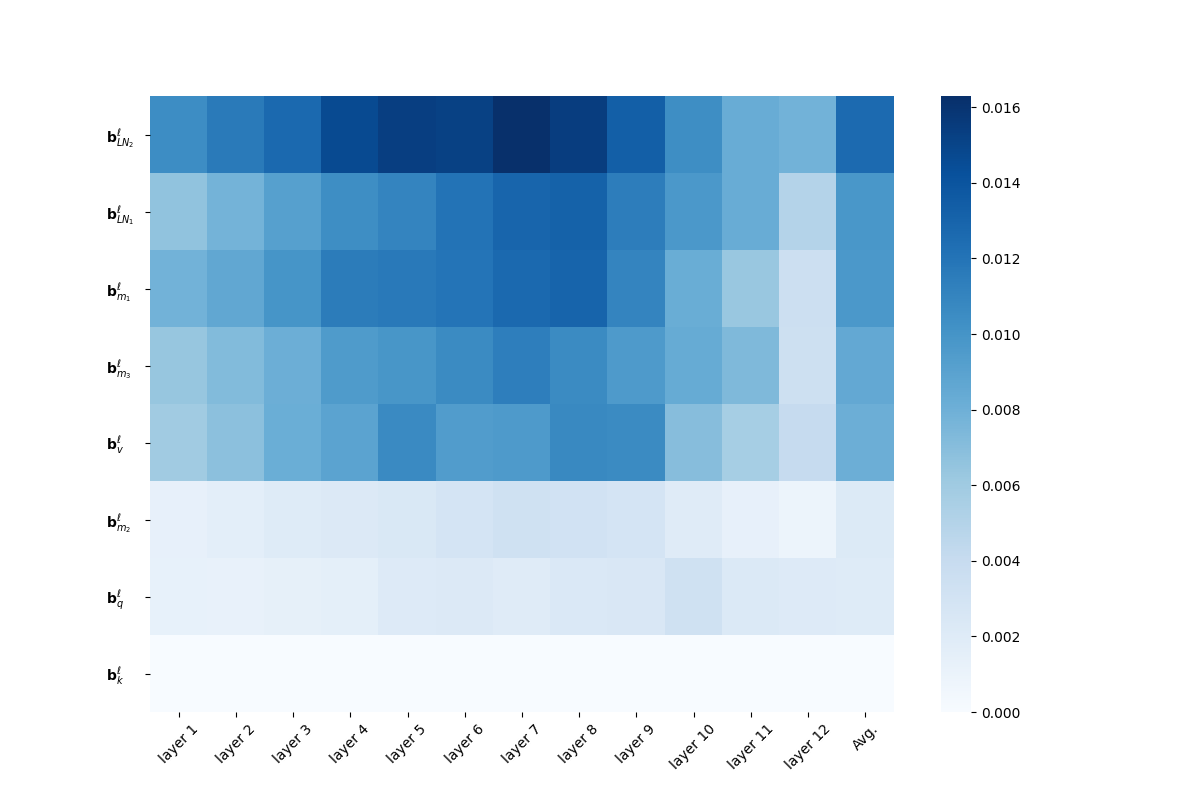 b^ℓ_{LN_2}
b^ℓ_{LN_1}
b^ℓ_{m_1}
b^ℓ_{m_3}
b^ℓ_v
b^ℓ_{m_2}
b^ℓ_q
b^ℓ_k
layer 1
layer 2
layer 3
layer 4
layer 5
layer 6
layer 7
layer 8
layer 9
layer 10
layer 11
layer 12
Avg.
0.016
0.014
0.012
0.010
0.008
0.006
0.004
0.002
0.000